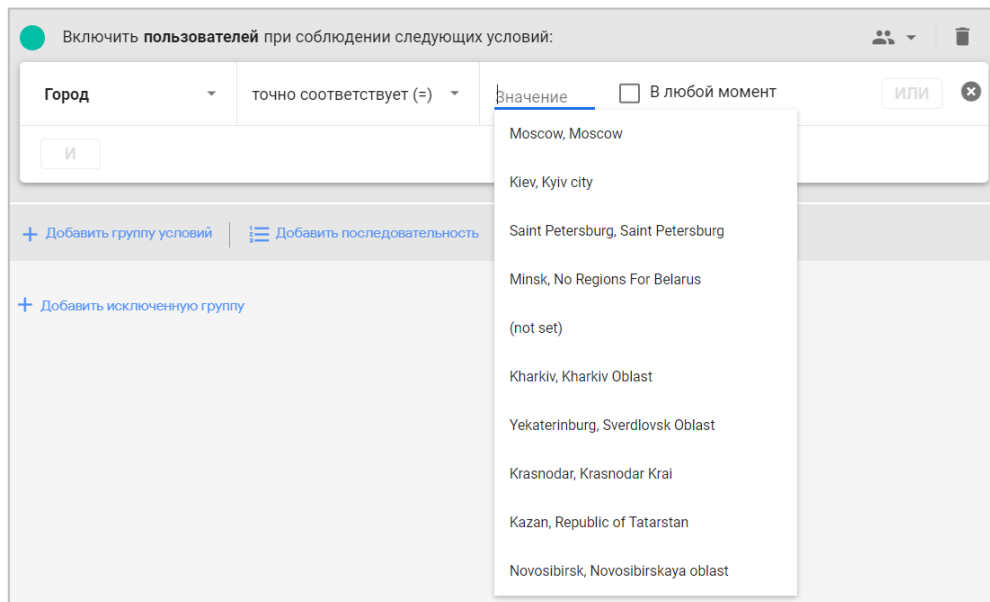 Включить пользователей при соблюдении следующих условий:
Город точно соответствует (=) Значение В любой момент ИЛИ
Moscow, Moscow
И
Kiev, Kyiv city
Добавить группу условий Добавить последовательность Saint Petersburg, Saint Petersburg
Minsk, No Regions For Belarus
Добавить исключенную группу
(not set)
Kharkiv, Kharkiv Oblast
Yekaterinburg, Sverdlovsk Oblast
Krasnodar, Krasnodar Krai
Kazan, Republic of Tatarstan
Novosibirsk, Novosibirskaya oblast